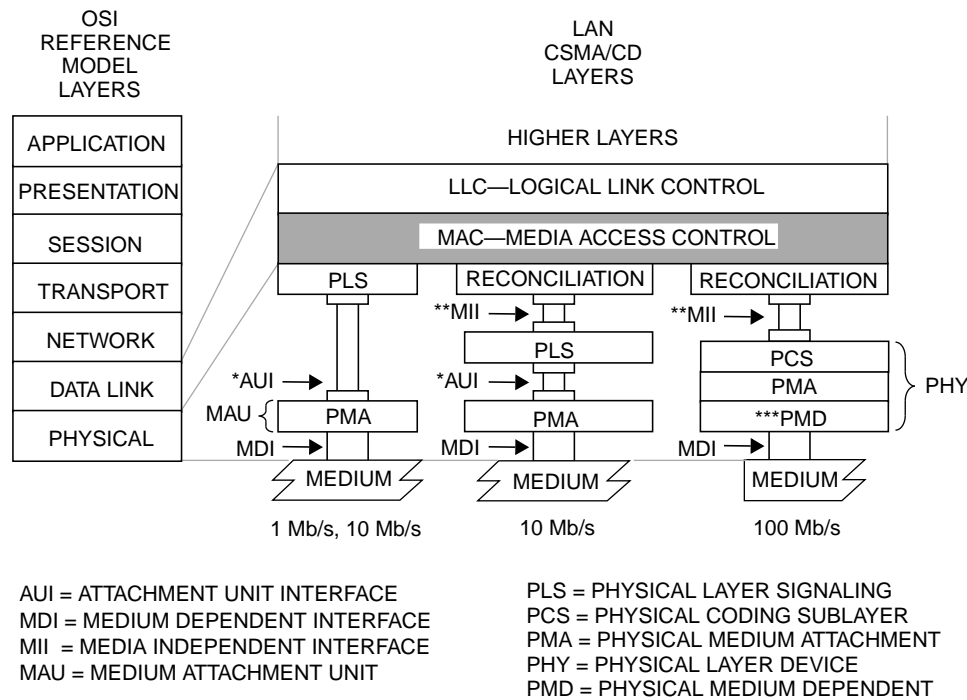 OSI
REFERENCE
MODEL
LAYERS
LAN
CSMA/CD
LAYERS
APPLICATION
PRESENTATION
SESSION
TRANSPORT
NETWORK
DATA LINK
PHYSICAL
HIGHER LAYERS
LLC—LOGICAL LINK CONTROL
MAC—MEDIA ACCESS CONTROL
PLS
RECONCILIATION
RECONCILIATION
**MII
**MII
PLS
PCS
*AUI
*AUI
PMA
PHY
MAU
PMA
PMA
***PMD
MDI
MDI
MDI
MEDIUM
MEDIUM
MEDIUM
1 Mb/s, 10 Mb/s
10 Mb/s
100 Mb/s
AUI = ATTACHMENT UNIT INTERFACE
MDI = MEDIUM DEPENDENT INTERFACE
MII = MEDIA INDEPENDENT INTERFACE
MAU = MEDIUM ATTACHMENT UNIT
PLS = PHYSICAL LAYER SIGNALING
PCS = PHYSICAL CODING SUBLAYER
PMA = PHYSICAL MEDIUM ATTACHMENT
PHY = PHYSICAL LAYER DEVICE
PMD = PHYSICAL MEDIUM DEPENDENT